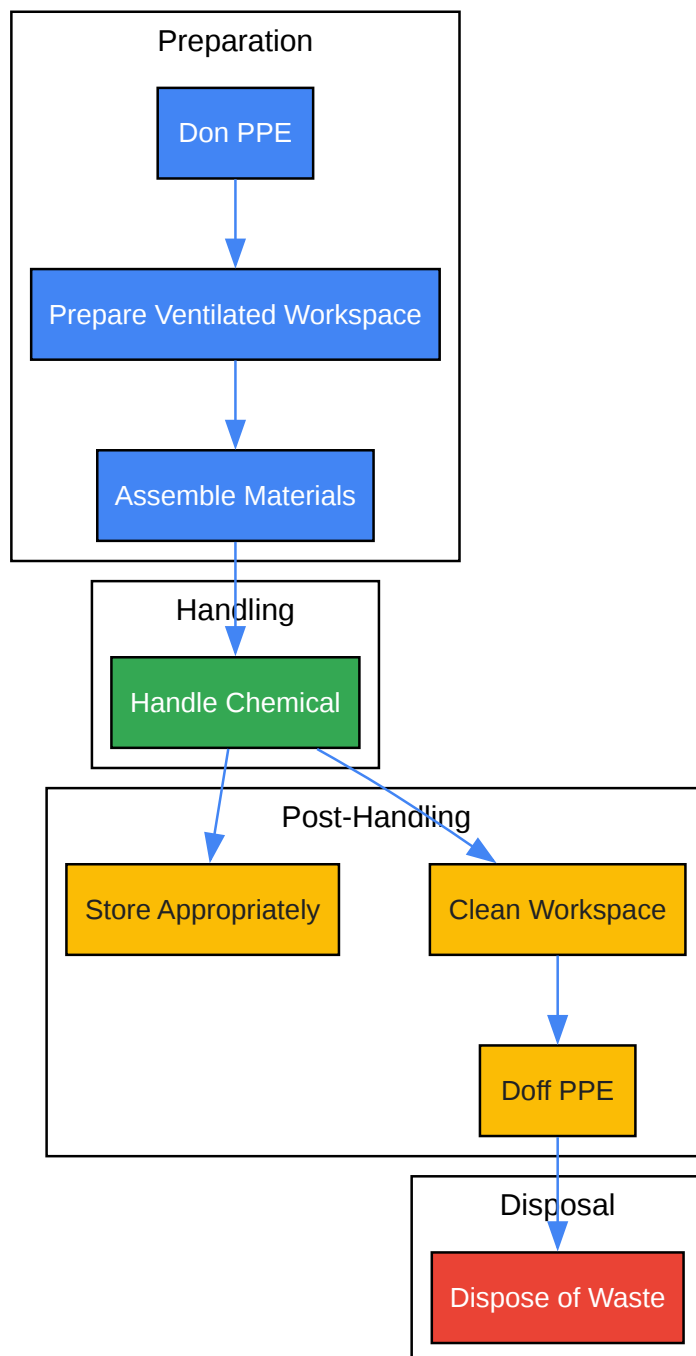 Preparation
Don PPE
Prepare Ventilated Workspace
Assemble Materials
Handling
Handle Chemical
Post-Handling
Store Appropriately
Clean Workspace
Doff PPE
Disposal
Dispose of Waste